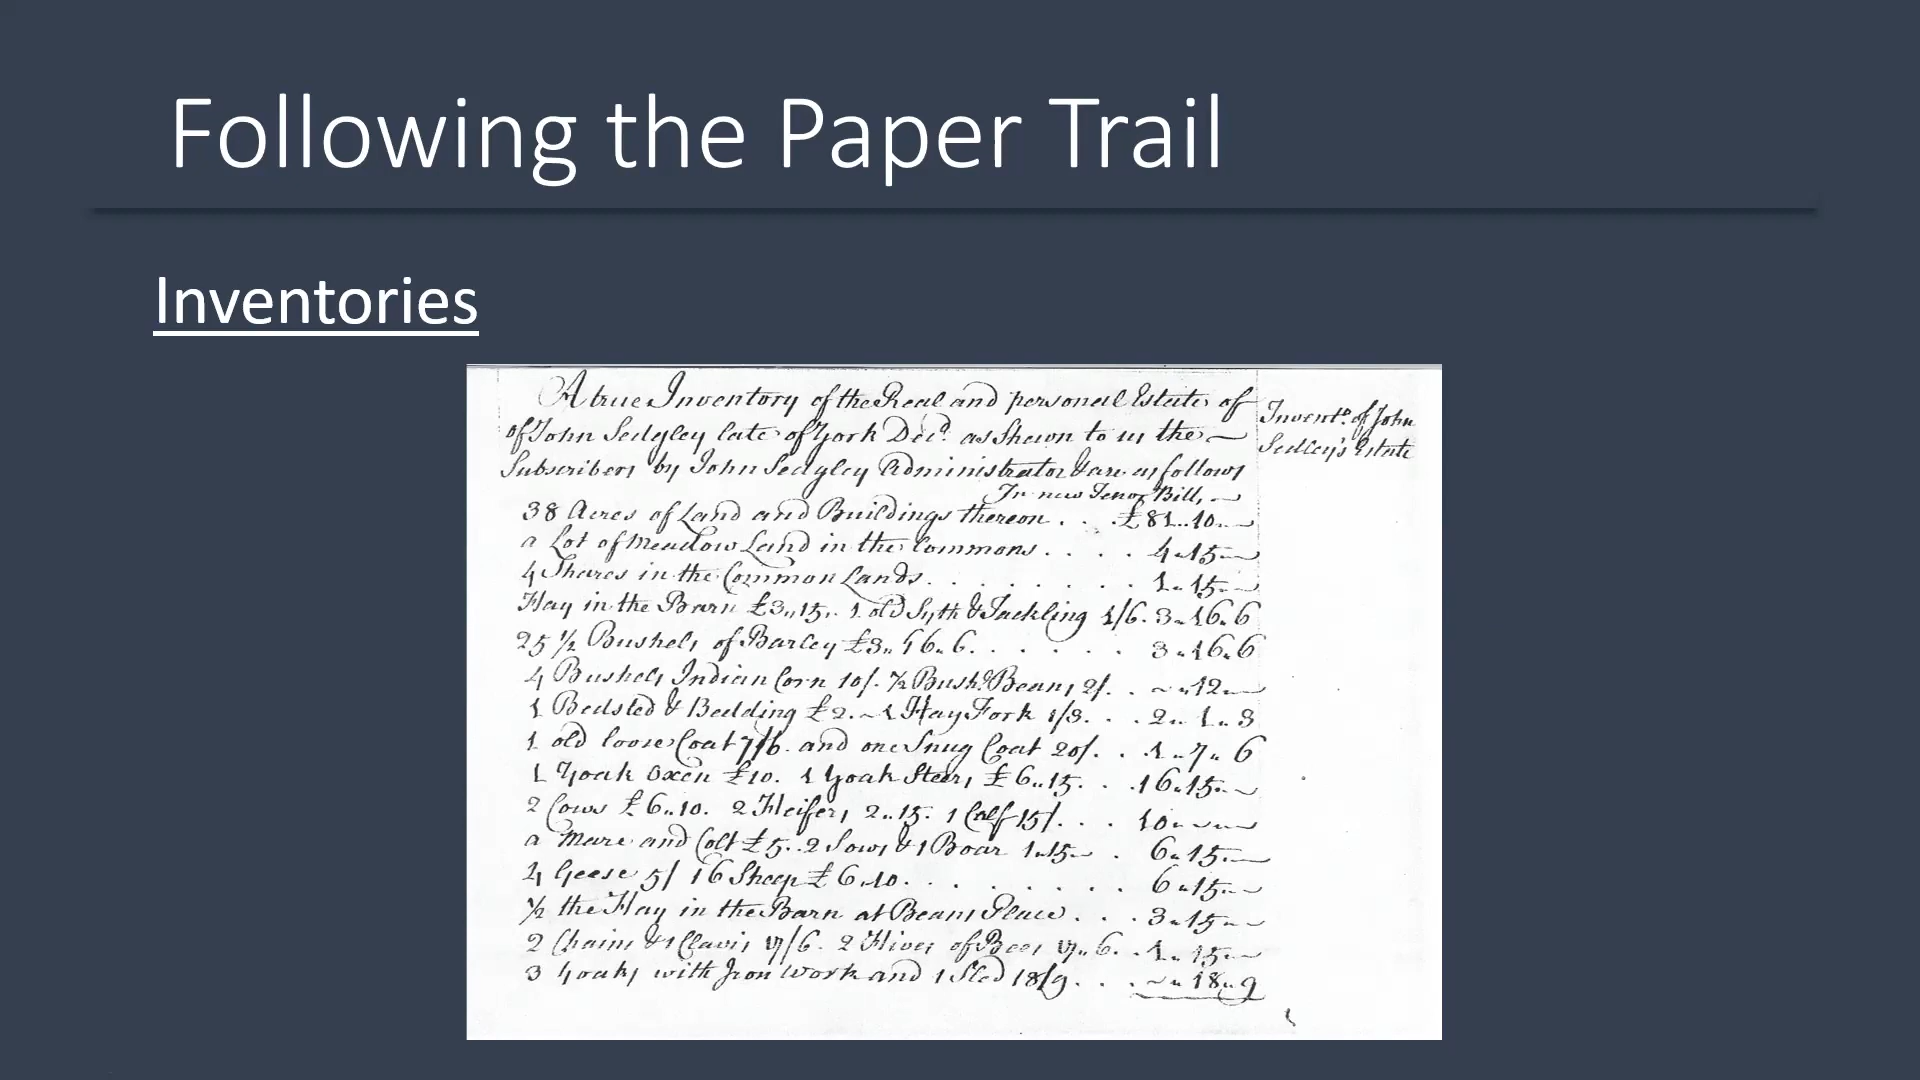 Following the Paper Trail
Inventories
A true Inventory of the Real and personal Estate of
of John Sedgley late of York Decd. as Shewn to us the
Subscribers by John Sedgley Administrator & are as follows
In new Tenor Bills
Invento. of John
Sedley's Estate
38 Acres of Land and Buildings thereon . . . £81..10..
a Lot of Meadow Land in the Commons . . . . 4..15..
4 Shares in the Common Lands . . . . . . . 1..15..
Hay in the Barn £3..15.. 1 old Syth & Tackling 1/6. 3..16..6
25 1/2 Bushels of Barley £3..16..6 . . . . . . 3..16..6
4 Bushels Indian Corn 10/. 1/2 Bushs. Beans 2/. . ~..12..
1 Bedsted & Bedding £2.~ 1 Hay Fork 1/3. . . 2..1..3
1 old loose Coat 7/6. and one Snug Coat 20/. . . 1..7..6
1 Yoak Oxen £10. 1 Yoak Steers £6..15. . . 16..15..
2 Cows £6..10. 2 Heifers 2..15. 1 Calf 15/. . . . 10..~..~
a Mare and Colt £5..2 Sows & 1 Boar 1..15.. . 6..15..
4 Geese 5/ 16 Sheep £6..10. . . . . . . . 6..15..
1/2 the Hay in the Barn at Beans Place . . . 3..15..
2 Chains & 1 Clavis 17/6. 2 Hives of Bees 17..6. . 1..15..
3 Yoaks with Iron Work and 1 Sled 18/9. . . . ~..18..9